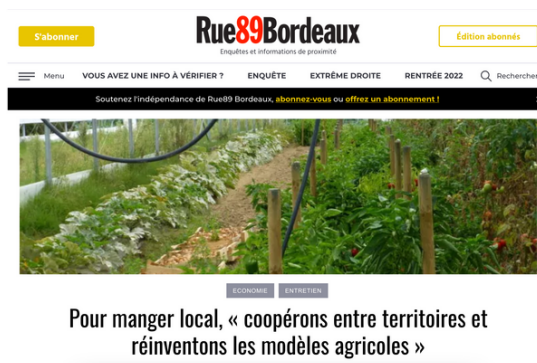 S'abonner
Rue89Bordeaux
Édition abonnés
Enquêtes et informations de proximité
Menu
VOUS AVEZ UNE INFO À VÉRIFIER ?
ENQUÊTE
EXTRÊME DROITE
RENTRÉE 2022
Rechercher
Soutenez l'indépendance de Rue89 Bordeaux, abonnez-vous ou offrez un abonnement !
ECONOMIE
ENTRETIEN
Pour manger local, « coopérons entre territoires et
réinventons les modèles agricoles »